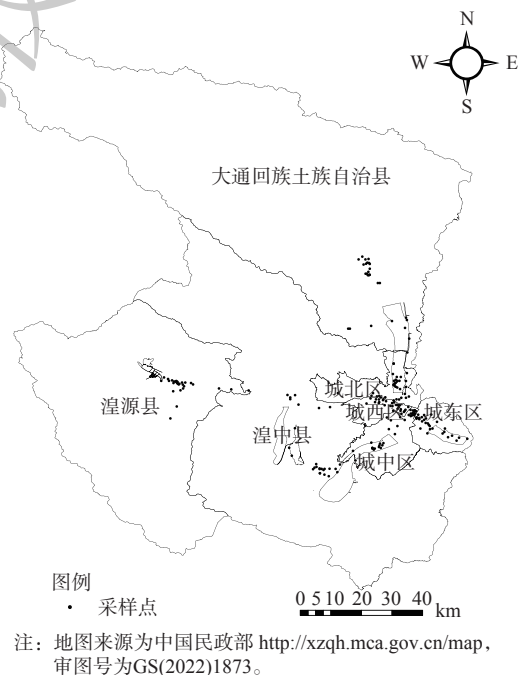 N
W E
S
大通回族土族自治县
城北区
湟源县
城西区 城东区
湟中县
城中区
图例
采样点
0 5 10 20 30 40
km
注：地图来源为中国民政部 http://xzqh.mca.gov.cn/map，
审图号为GS(2022)1873。